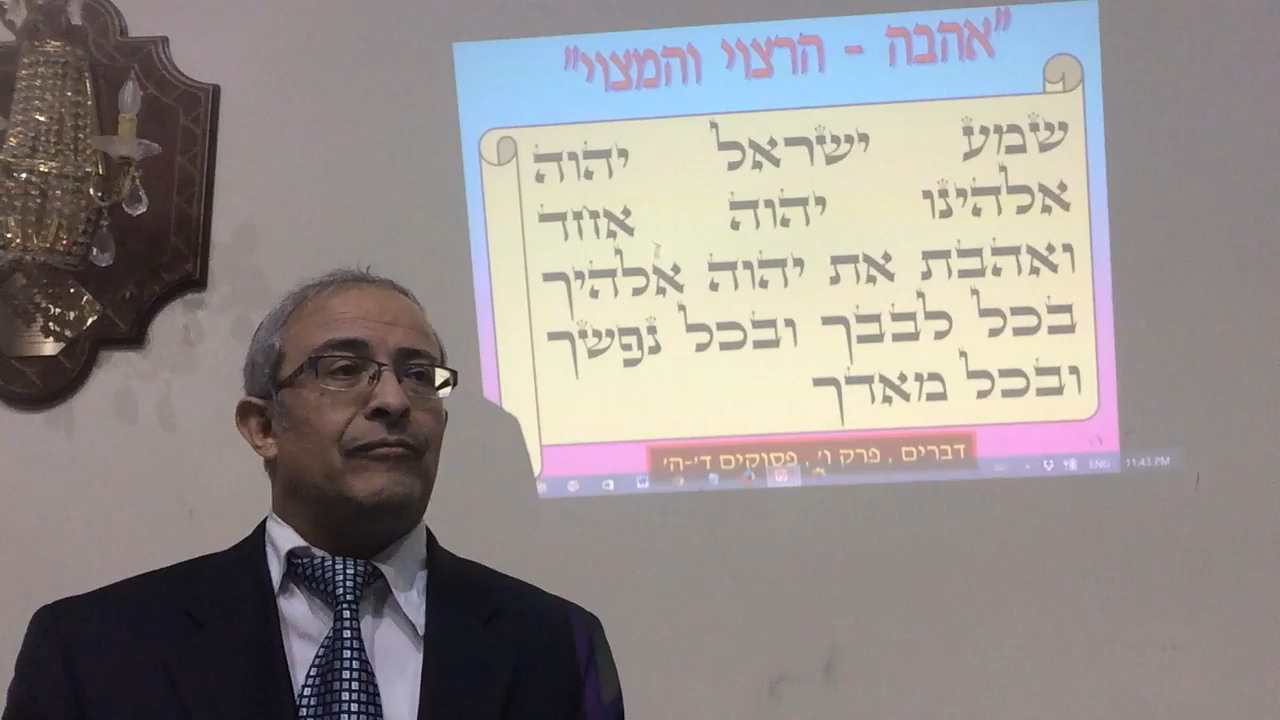 "אהבה - הרצוי והמצוי"
שמע ישראל יהוה
אלהינו יהוה אחד
ואהבת את יהוה אלהיך
בכל לבבך ובכל נפשך
ובכל מאדך
דברים , פרק ו' , פסוקים ד'-ה'
ENG 11:43 PM